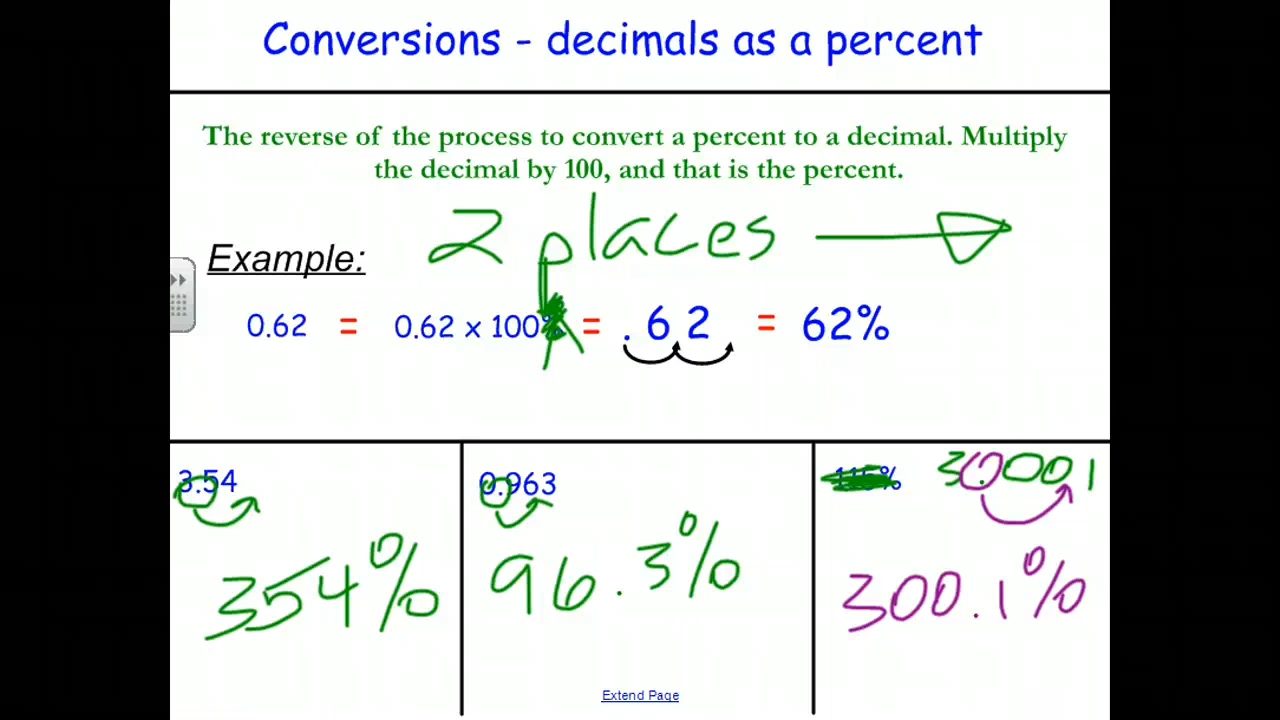 Conversions - decimals as a percent
The reverse of the process to convert a percent to a decimal. Multiply
the decimal by 100, and that is the percent.
2 places
Example:
0.62 = 0.62 x 100% = .62 = 62%
3.54
0.963
3.0001
354%
96.3%
300.1%
Extend Page